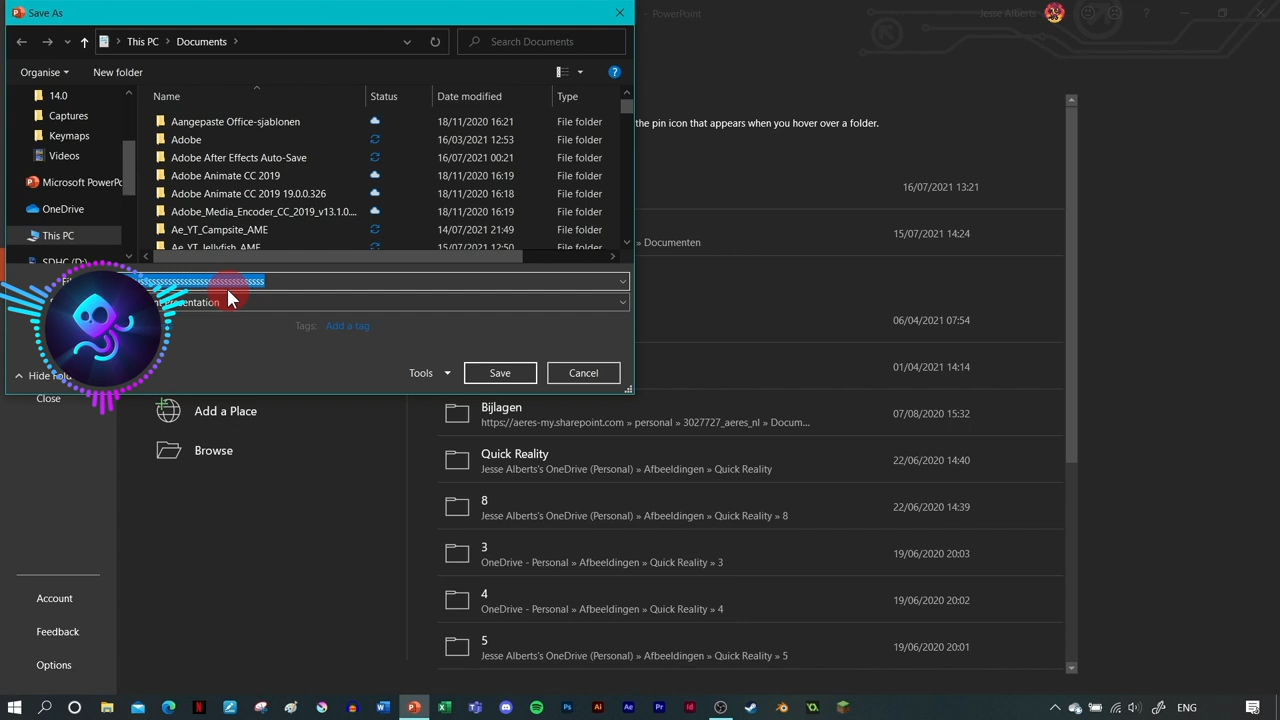 Save As
- PowerPoint
Jesse Alberts
?
This PC
Documents
Search Documents
Organise
New folder
?
14.0
Captures
Keymaps
Videos
OneDrive
This PC
SDHC (D:)
Name Status Date modified Type
Aangepaste Office-sjablonen 18/11/2020 16:21 File folder
Adobe 16/03/2021 12:53 File folder
Adobe After Effects Auto-Save 16/07/2021 00:21 File folder
Adobe Animate CC 2019 18/11/2020 16:19 File folder
Adobe Animate CC 2019 19.0.0.326 18/11/2020 16:18 File folder
Adobe_Media_Encoder_CC_2019_v13.1.0.... 18/11/2020 16:19 File folder
Ae_YT_Campsite_AME 14/07/2021 21:49 File folder
Ae_YT_Jellyfish_AME 15/07/2021 12:50 File folder
Presentation
Tags: Add a tag
Tools
Save
Cancel
Close
Add a Place
Browse
Account
Feedback
Options
the pin icon that appears when you hover over a folder.
16/07/2021 13:21
» Documenten
15/07/2021 14:24
06/04/2021 07:54
01/04/2021 14:14
Bijlagen
https://aeres-my.sharepoint.com » personal » 3027727_aeres_nl » Docum...
07/08/2020 15:32
Quick Reality
Jesse Alberts's OneDrive (Personal) » Afbeeldingen » Quick Reality
22/06/2020 14:40
8
Jesse Alberts's OneDrive (Personal) » Afbeeldingen » Quick Reality » 8
22/06/2020 14:39
3
OneDrive - Personal » Afbeeldingen » Quick Reality » 3
19/06/2020 20:03
4
OneDrive - Personal » Afbeeldingen » Quick Reality » 4
19/06/2020 20:02
5
Jesse Alberts's OneDrive (Personal) » Afbeeldingen » Quick Reality » 5
19/06/2020 20:01
ENG